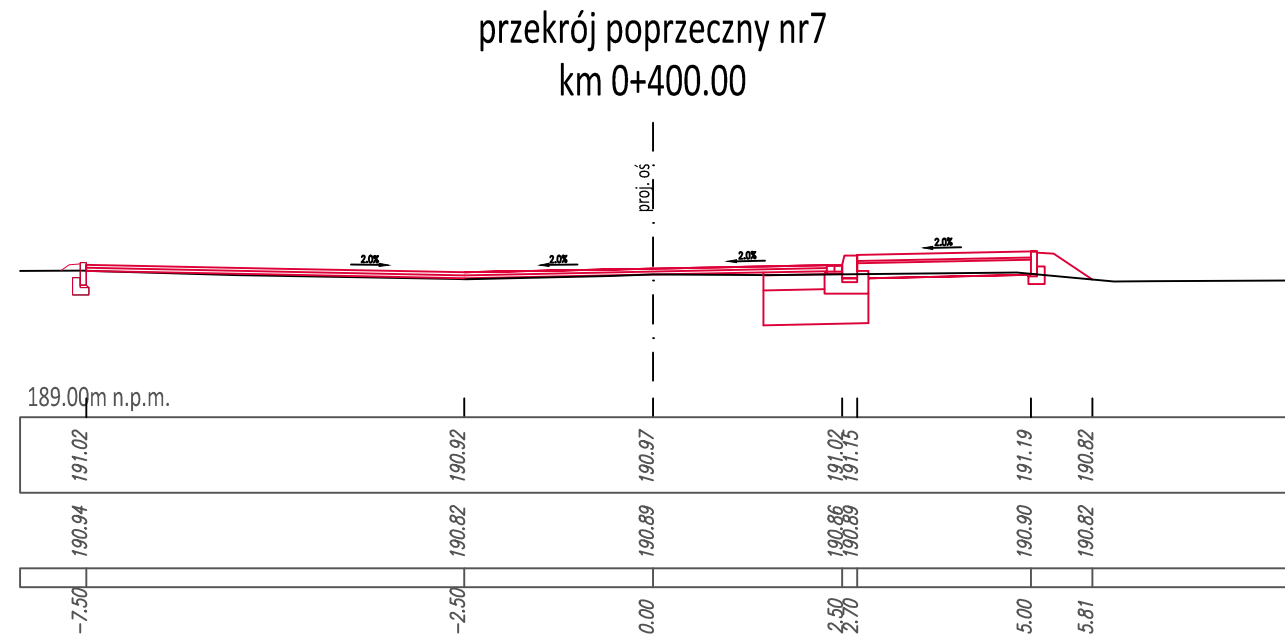 przekrój poprzeczny nr7
km 0+400.00
proj. oś
2.0%
2.0%
2.0%
2.0%
189.00m n.p.m.
191.02 190.92 190.97 191.02 191.15 191.19 190.82
190.94 190.82 190.89 190.86 190.89 190.90 190.82
-7.50 -2.50 0.00 2.50 2.70 5.00 5.81